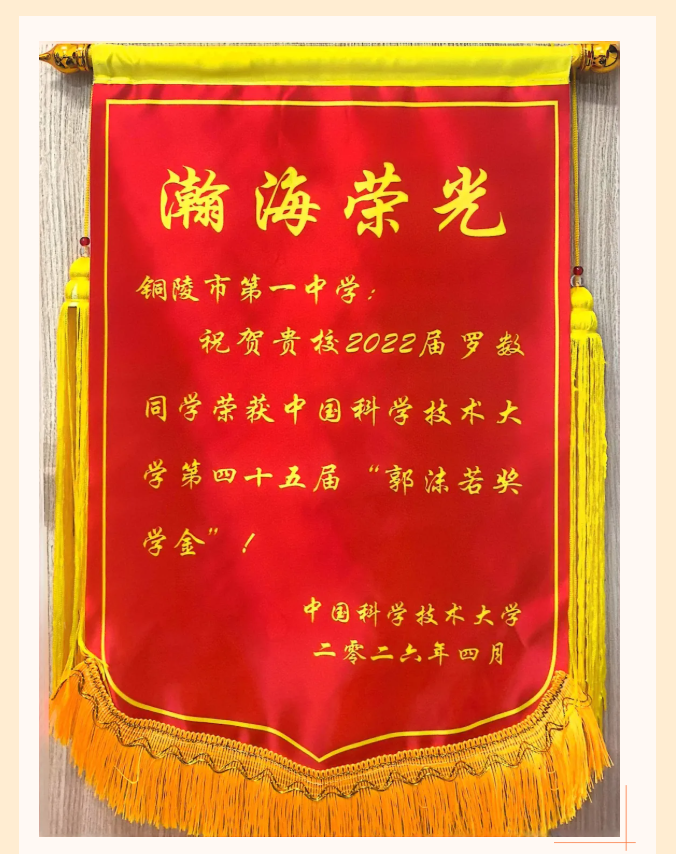 瀚海荣光
铜陵市第一中学：
祝贺贵校2022届罗数
同学荣获中国科学技术大
学第四十五届“郭沫若奖
学金”！
中国科学技术大学
二零二六年四月